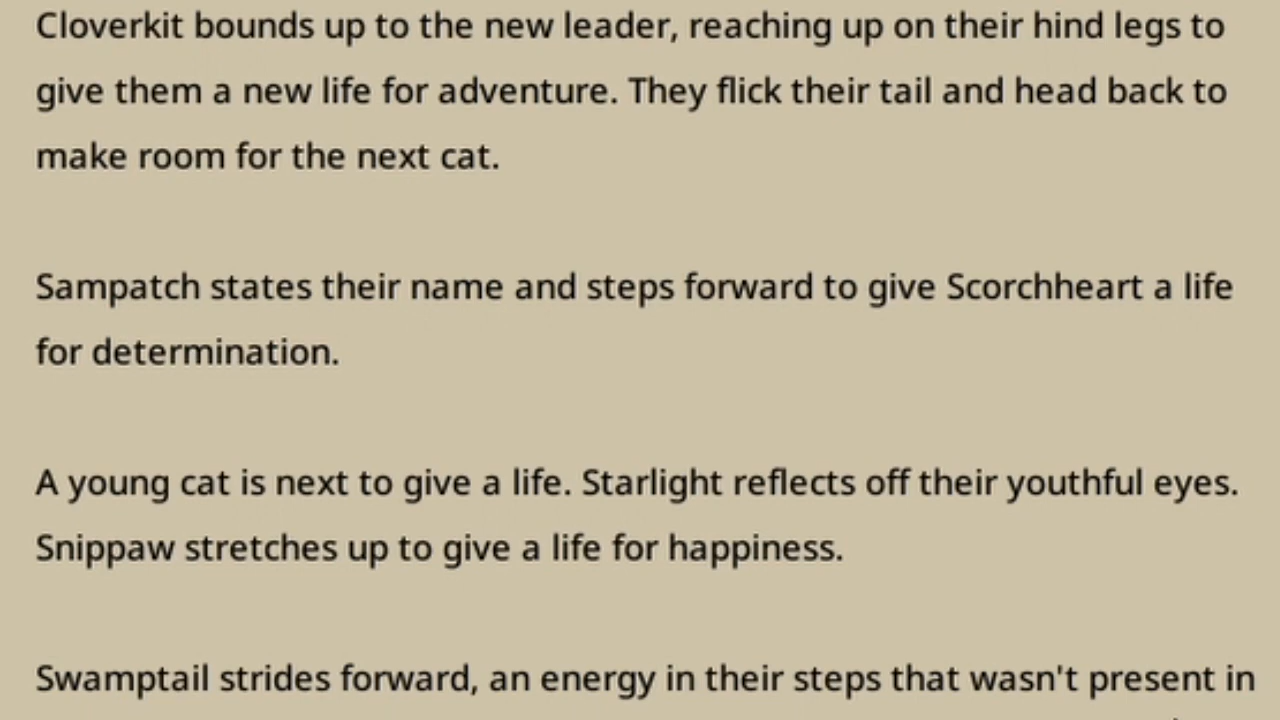 Cloverkit bounds up to the new leader, reaching up on their hind legs to
give them a new life for adventure. They flick their tail and head back to
make room for the next cat.
Sampatch states their name and steps forward to give Scorchheart a life
for determination.
A young cat is next to give a life. Starlight reflects off their youthful eyes.
Snippaw stretches up to give a life for happiness.
Swamptail strides forward, an energy in their steps that wasn't present in